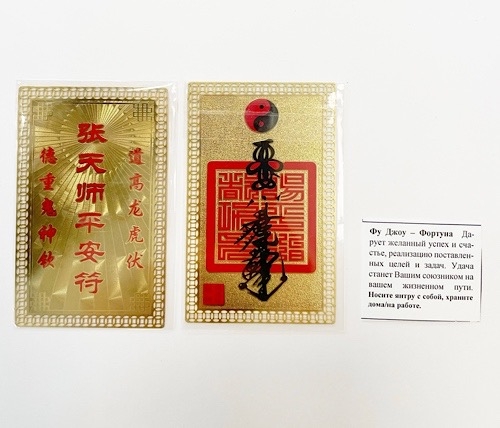 张天师平安符
道高龙虎伏
德重鬼神钦
Фу Джоу – Фортуна Да-
рует желанный успех и сча-
стье, реализацию поставлен-
ных целей и задач. Удача
станет Вашим союзником на
вашем жизненном пути.
Носите янтру с собой, храните
дома/на работе.